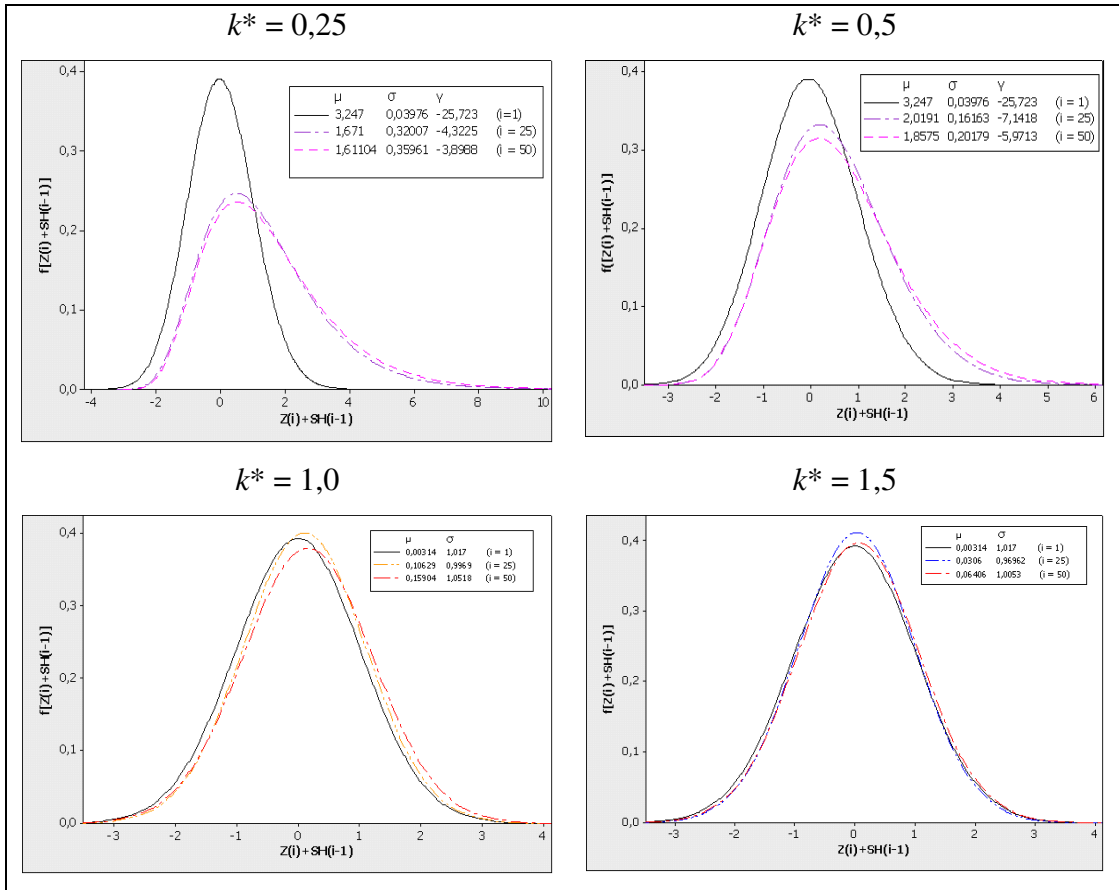 k* = 0,25
0,4
0,3
0,2
0,1
0,0
f[Z(i)+SH(i-1)]
μ σ γ
3,247 0,03976 -25,723 (i=1)
1,671 0,32007 -4,3225 (i = 25)
1,61104 0,35961 -3,8988 (i = 50)
-4 -2 0 2 4 6 8 10
Z(i)+SH(i-1)
k* = 0,5
0,4
0,3
0,2
0,1
0,0
f([Z(i)+SH(i-1)]
μ σ γ
3,247 0,03976 -25,723 (i = 1)
2,0191 0,16163 -7,1418 (i = 25)
1,8575 0,20179 -5,9713 (i = 50)
-3 -2 -1 0 1 2 3 4 5 6
Z(i)+SH(i-1)
k* = 1,0
0,4
0,3
0,2
0,1
0,0
f[Z(i)+SH(i-1)]
μ σ
0,00314 1,017 (i = 1)
0,10629 0,9969 (i = 25)
0,15904 1,0518 (i = 50)
-3 -2 -1 0 1 2 3 4
Z(i)+SH(i-1)
k* = 1,5
0,4
0,3
0,2
0,1
0,0
f[Z(i)+SH(i-1)]
μ σ
0,00314 1,017 (i = 1)
0,0306 0,96962 (i = 25)
0,06406 1,0053 (i = 50)
-3 -2 -1 0 1 2 3 4
Z(i)+SH(i-1)